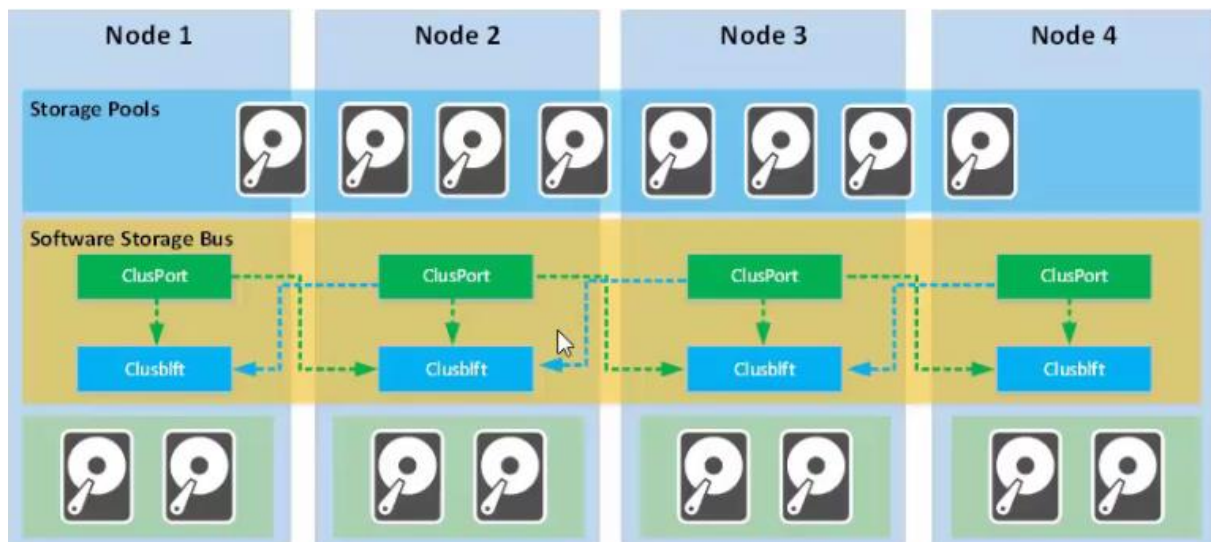 Node 1 Node 2 Node 3 Node 4
Storage Pools
Software Storage Bus
ClusPort ClusPort ClusPort ClusPort
Clusblft Clusblft Clusblft Clusblft